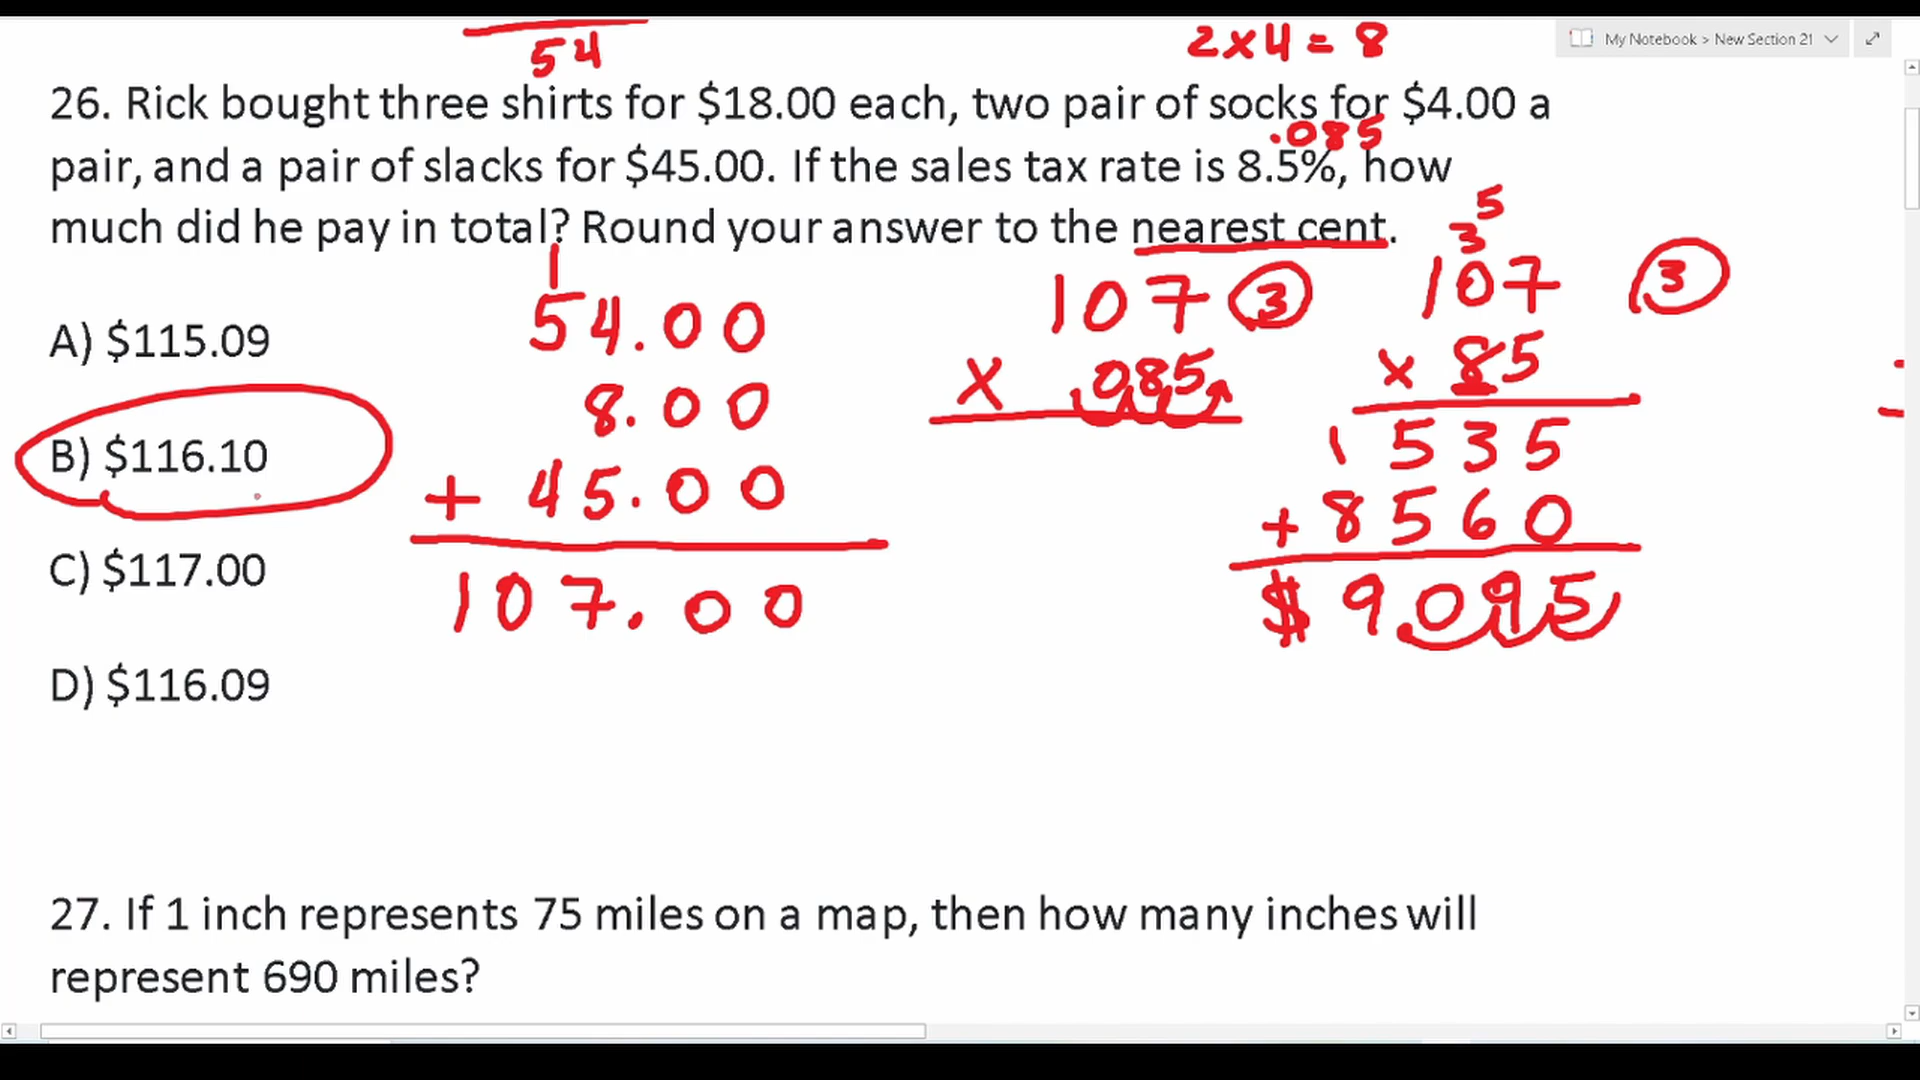 54
2x4=8
My Notebook > New Section 21
26. Rick bought three shirts for $18.00 each, two pair of socks for $4.00 a
.085
pair, and a pair of slacks for $45.00. If the sales tax rate is 8.5%, how
much did he pay in total? Round your answer to the nearest cent.
A) $115.09
B) $116.10
C) $117.00
D) $116.09
1
54.00
8.00
+ 45.00
107.00
107 3
x .085
5
3
107 3
x 85
1535
+ 8560
$9095
27. If 1 inch represents 75 miles on a map, then how many inches will
represent 690 miles?